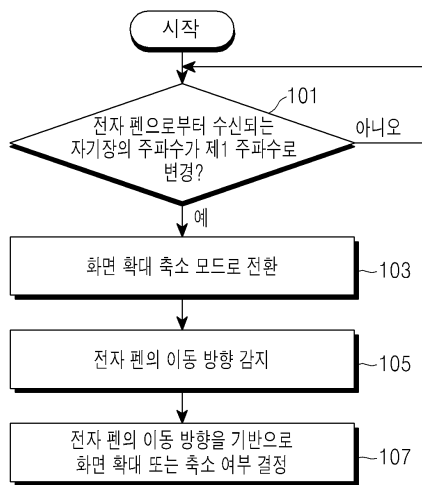 시작
전자 펜으로부터 수신되는
자기장의 주파수가 제1 주파수로
변경?
101
아니오
예
화면 확대 축소 모드로 전환
103
전자 펜의 이동 방향 감지
105
전자 펜의 이동 방향을 기반으로
화면 확대 또는 축소 여부 결정
107